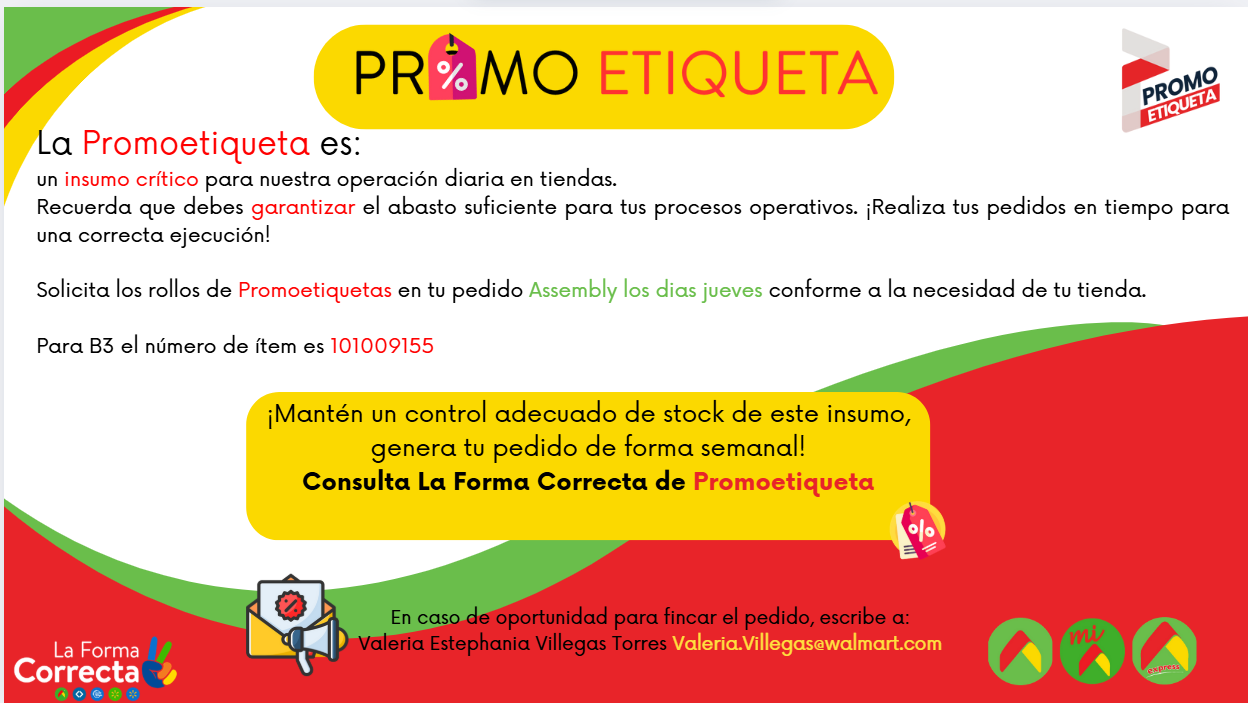 PROMO ETIQUETA
PROMO
ETIQUETA
La Promoetiqueta es:
un insumo crítico para nuestra operación diaria en tiendas.
Recuerda que debes garantizar el abasto suficiente para tus procesos operativos. ¡Realiza tus pedidos en tiempo para
una correcta ejecución!
Solicita los rollos de Promoetiquetas en tu pedido Assembly los dias jueves conforme a la necesidad de tu tienda.
Para B3 el número de ítem es 101009155
¡Mantén un control adecuado de stock de este insumo,
genera tu pedido de forma semanal!
Consulta La Forma Correcta de Promoetiqueta
%
En caso de oportunidad para fincar el pedido, escribe a:
Valeria Estephania Villegas Torres Valeria.Villegas@walmart.com
La Forma
Correcta
mi
express